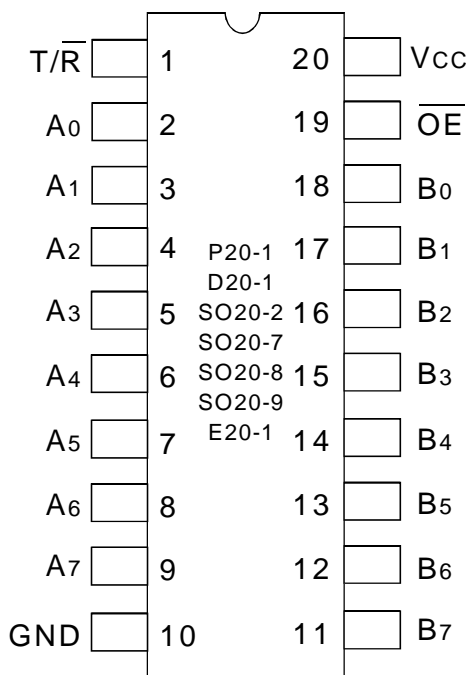 T/R̅ 1 20 Vcc
A0 2 19 O̅E̅
A1 3 18 B0
A2 4 17 B1
P20-1
D20-1
A3 5 SO20-2 16 B2
SO20-7
A4 6 SO20-8 15 B3
SO20-9
A5 7 E20-1 14 B4
A6 8 13 B5
A7 9 12 B6
GND 10 11 B7